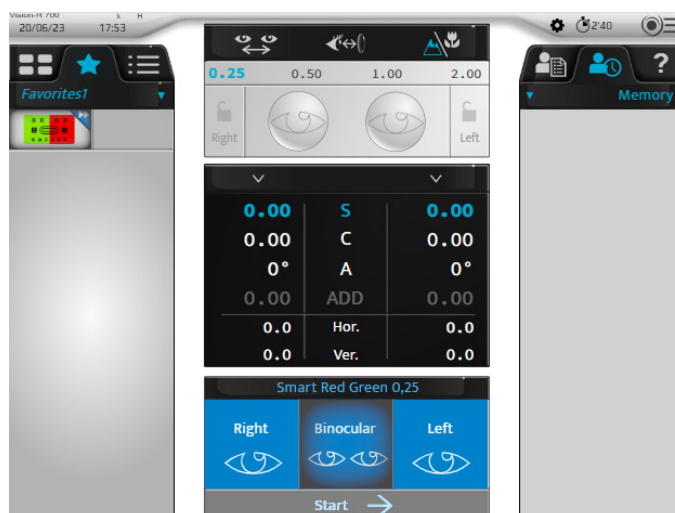 Vision-R 700
20/06/23 17:53 L H
2'40
Favorites1
0.25 0.50 1.00 2.00
Right Left
?
Memory
0.00 S 0.00
0.00 C 0.00
0° A 0°
0.00 ADD 0.00
0.0 Hor. 0.0
0.0 Ver. 0.0
Smart Red Green 0,25
Right Binocular Left
Start